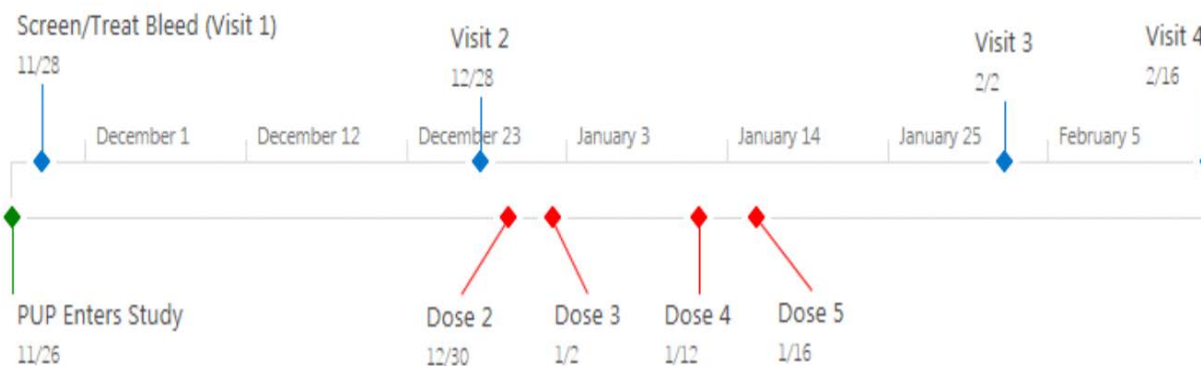 Screen/Treat Bleed (Visit 1)
11/28
Visit 2
12/28
Visit 3
2/2
Visit 4
2/16
December 1
December 12
December 23
January 3
January 14
January 25
February 5
PUP Enters Study
11/26
Dose 2
12/30
Dose 3
1/2
Dose 4
1/12
Dose 5
1/16